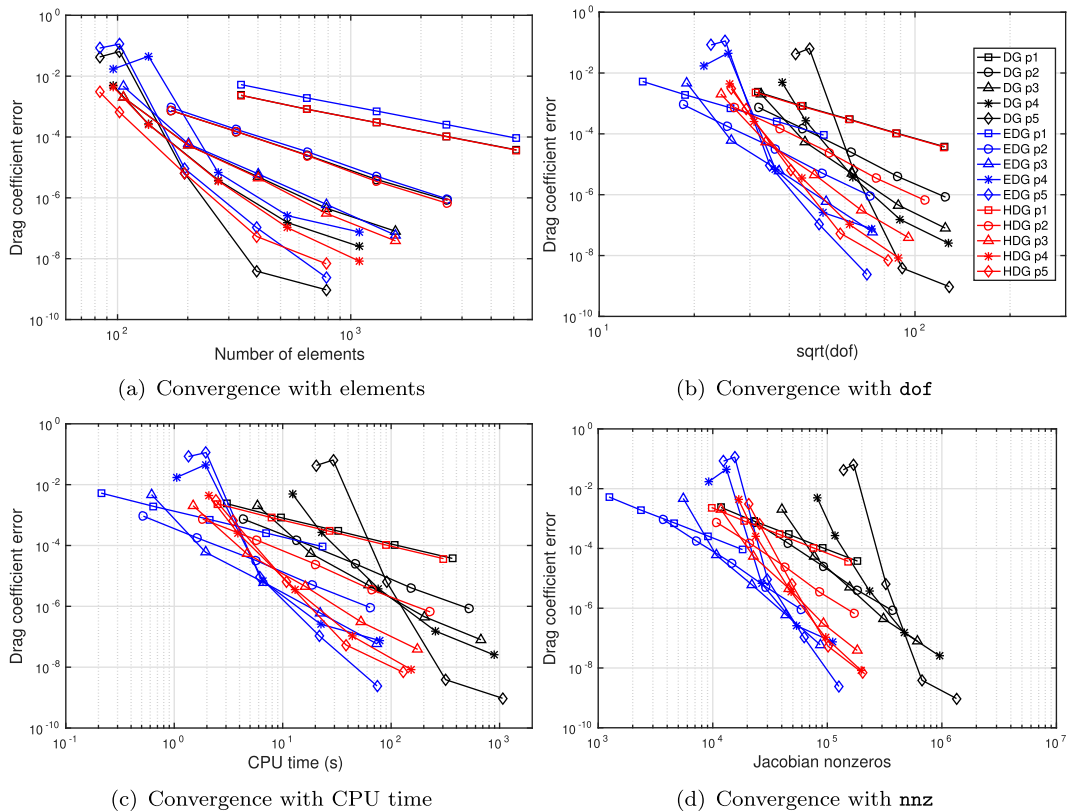 10^0
10^-2
10^-4
10^-6
10^-8
10^-10
Drag coefficient error
10^2
10^3
Number of elements
(a) Convergence with elements
10^0
10^-2
10^-4
10^-6
10^-8
10^-10
Drag coefficient error
10^1
10^2
sqrt(dof)
DG p1
DG p2
DG p3
DG p4
DG p5
EDG p1
EDG p2
EDG p3
EDG p4
EDG p5
HDG p1
HDG p2
HDG p3
HDG p4
HDG p5
(b) Convergence with dof
10^0
10^-2
10^-4
10^-6
10^-8
10^-10
Drag coefficient error
10^-1
10^0
10^1
10^2
10^3
CPU time (s)
(c) Convergence with CPU time
10^0
10^-2
10^-4
10^-6
10^-8
10^-10
Drag coefficient error
10^3
10^4
10^5
10^6
10^7
Jacobian nonzeros
(d) Convergence with nnz